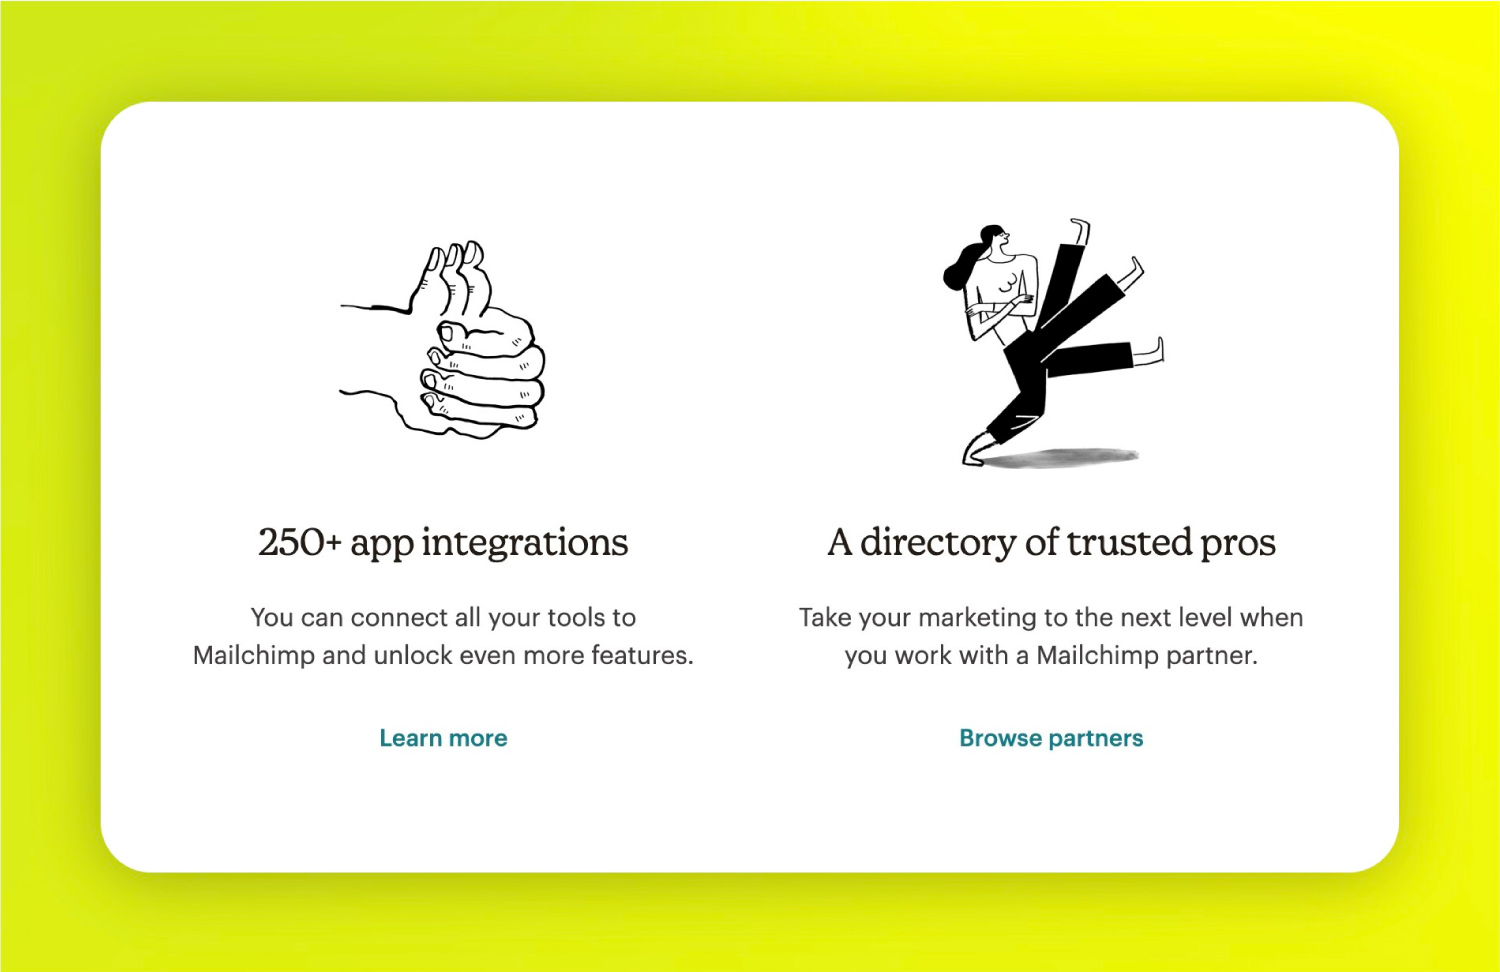 250+ app integrations
You can connect all your tools to
Mailchimp and unlock even more features.
Learn more
A directory of trusted pros
Take your marketing to the next level when
you work with a Mailchimp partner.
Browse partners